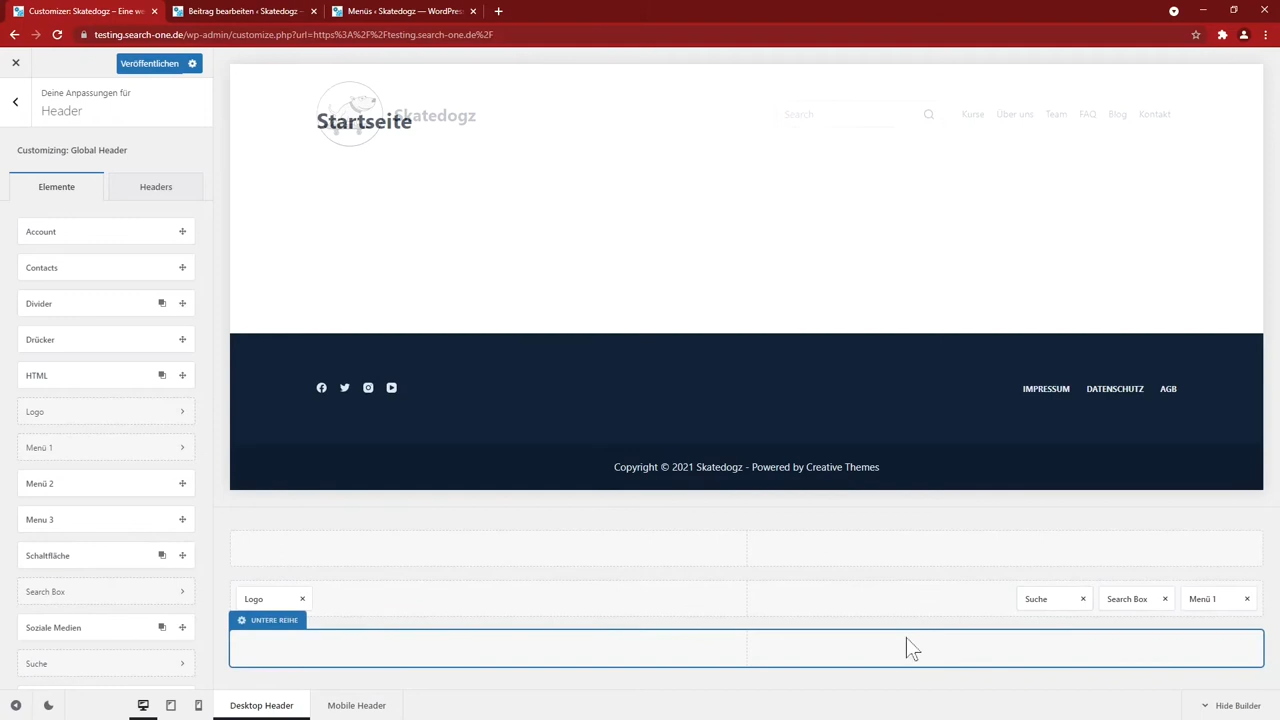 Customizer: Skatedogz - Eine we
Beitrag bearbeiten ‹ Skatedogz —
Menüs ‹ Skatedogz — WordPres
testing.search-one.de/wp-admin/customize.php?url=https%3A%2F%2Ftesting.search-one.de%2F
Veröffentlichen
Deine Anpassungen für
Header
Customizing: Global Header
Elemente
Headers
Account
Contacts
Divider
Drücker
HTML
Logo
Menü 1
Menü 2
Menu 3
Schaltfläche
Search Box
Soziale Medien
Suche
Startseite
Skatedogz
Search
Kurse Über uns Team FAQ Blog Kontakt
IMPRESSUM DATENSCHUTZ AGB
Copyright © 2021 Skatedogz - Powered by Creative Themes
Logo
Suche
Search Box
Menü 1
UNTERE REIHE
Desktop Header
Mobile Header
Hide Builder